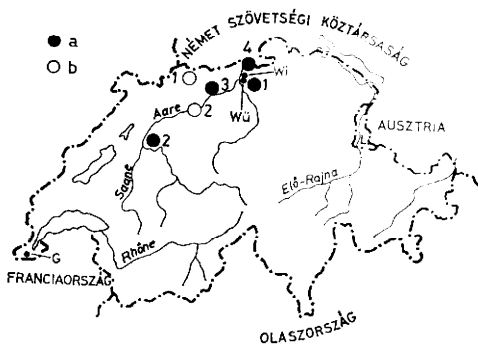 a
b
NÉMET SZÖVETSÉGI KÖZTÁRSASÁG
4
Wi
1
3
1
Wü
Aare
2
AUSZTRIA
2
Saane
Elő-Rajna
Rhône
G
FRANCIAORSZÁG
OLASZORSZÁG